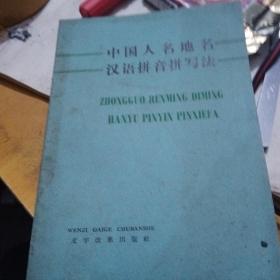 中国人名地名
汉语拼音拼写法
ZHONGGUO RENMING DIMING
HANYU PINYIN PINXIEFA
WENZI GAIGE CHUBANSHE
文字改革出版社